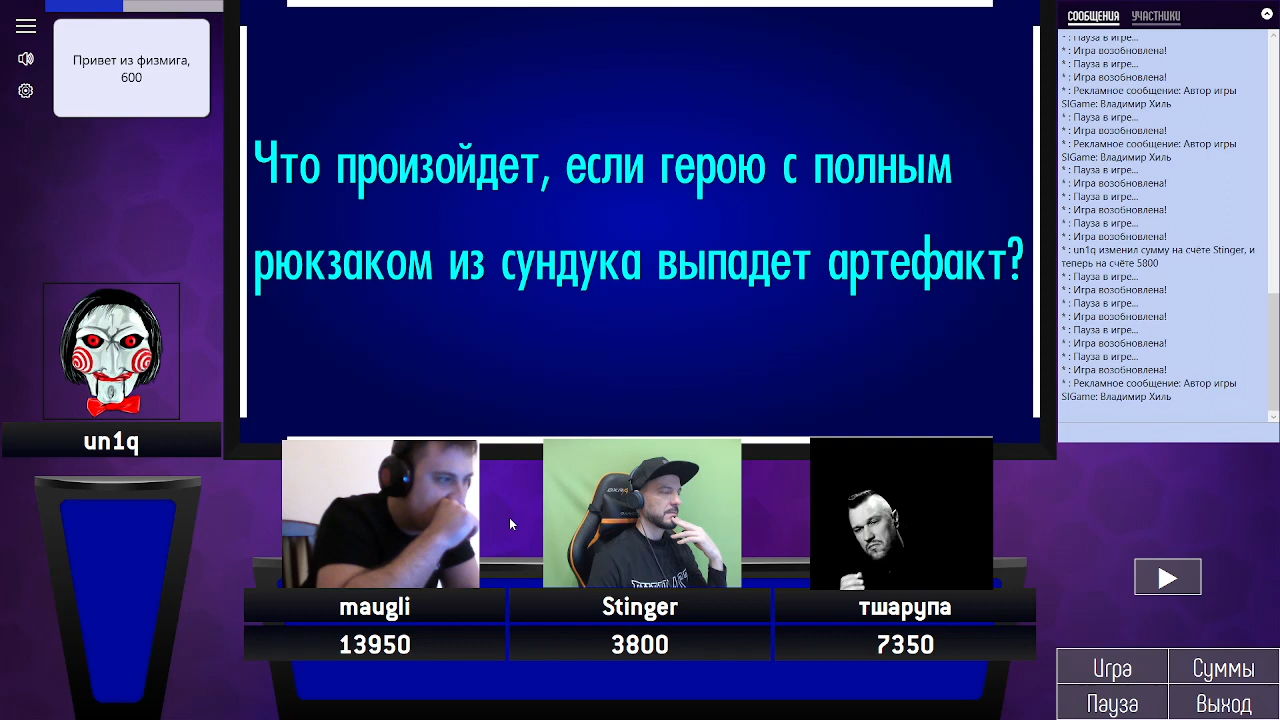 Привет из физмига,
600
Что произойдет, если герою с полным
рюкзаком из сундука выпадет артефакт?
СООБЩЕНИЯ УЧАСТНИКИ
* : Пауза в игре...
* : Игра возобновлена!
* : Пауза в игре...
* : Игра возобновлена!
* : Рекламное сообщение: Автор игры
SIGame: Владимир Хиль
* : Пауза в игре...
* : Игра возобновлена!
* : Рекламное сообщение: Автор игры
SIGame: Владимир Хиль
* : Пауза в игре...
* : Игра возобновлена!
* : Пауза в игре...
* : Игра возобновлена!
* : Пауза в игре...
* : Игра возобновлена!
* : un1q изменил сумму на счёте Stinger, и
теперь на счёте 5800
* : Пауза в игре...
* : Игра возобновлена!
* : Пауза в игре...
* : Игра возобновлена!
* : Пауза в игре...
* : Игра возобновлена!
* : Пауза в игре...
* : Игра возобновлена!
* : Рекламное сообщение: Автор игры
SIGame: Владимир Хиль
un1q
maugli
13950
Stinger
3800
тшарупа
7350
Игра Суммы
Пауза Выход